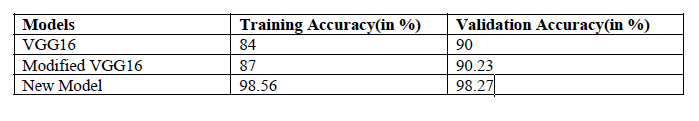 Models Training Accuracy(in %) Validation Accuracy(in %)
VGG16 84 90
Modified VGG16 87 90.23
New Model 98.56 98.27